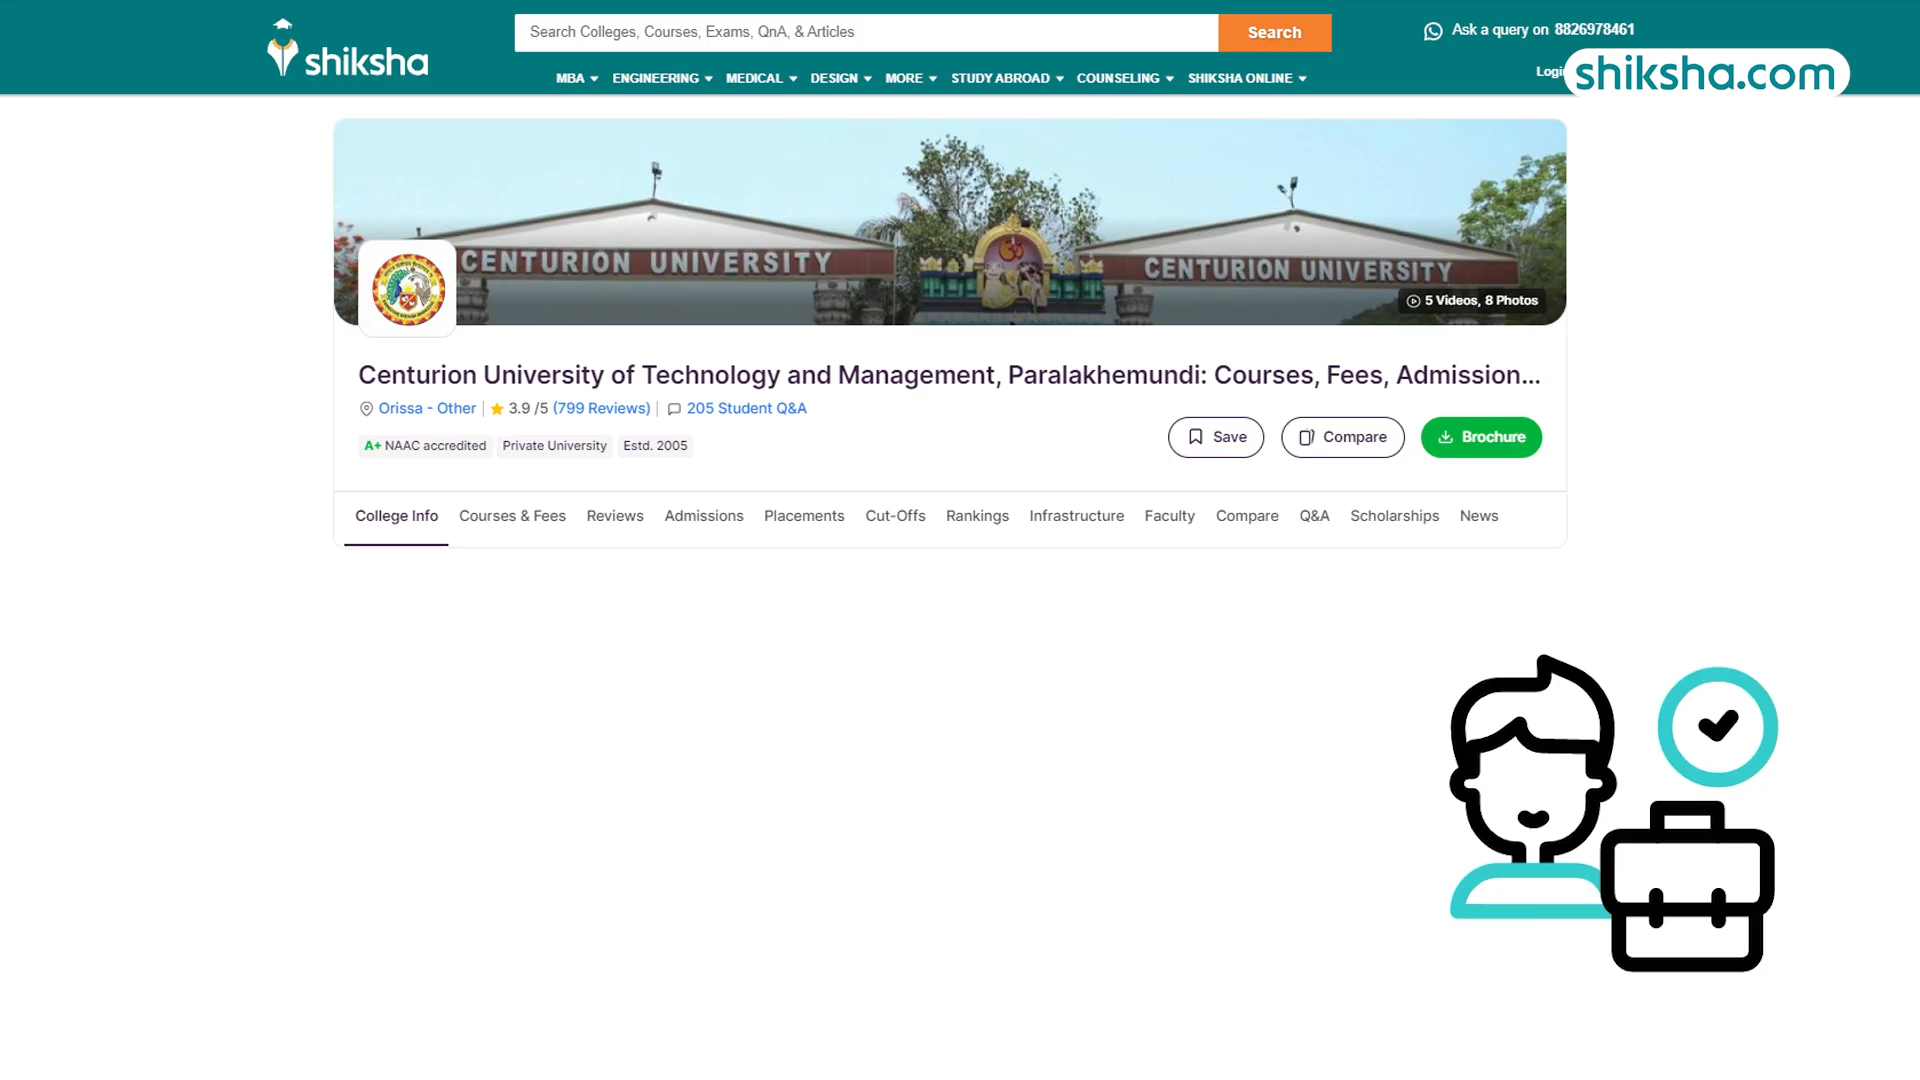 shiksha
Search Colleges, Courses, Exams, QnA, & Articles
Search
Ask a query on 8826978461
MBA ENGINEERING MEDICAL DESIGN MORE STUDY ABROAD COUNSELING SHIKSHA ONLINE
Logi
shiksha.com
CENTURION UNIVERSITY
CENTURION UNIVERSITY
5 Videos, 8 Photos
Centurion University of Technology and Management, Paralakhemundi: Courses, Fees, Admission...
Orissa - Other 3.9 /5 (799 Reviews) 205 Student Q&A
A+ NAAC accredited Private University Estd. 2005
Save Compare Brochure
College Info Courses & Fees Reviews Admissions Placements Cut-Offs Rankings Infrastructure Faculty Compare Q&A Scholarships News